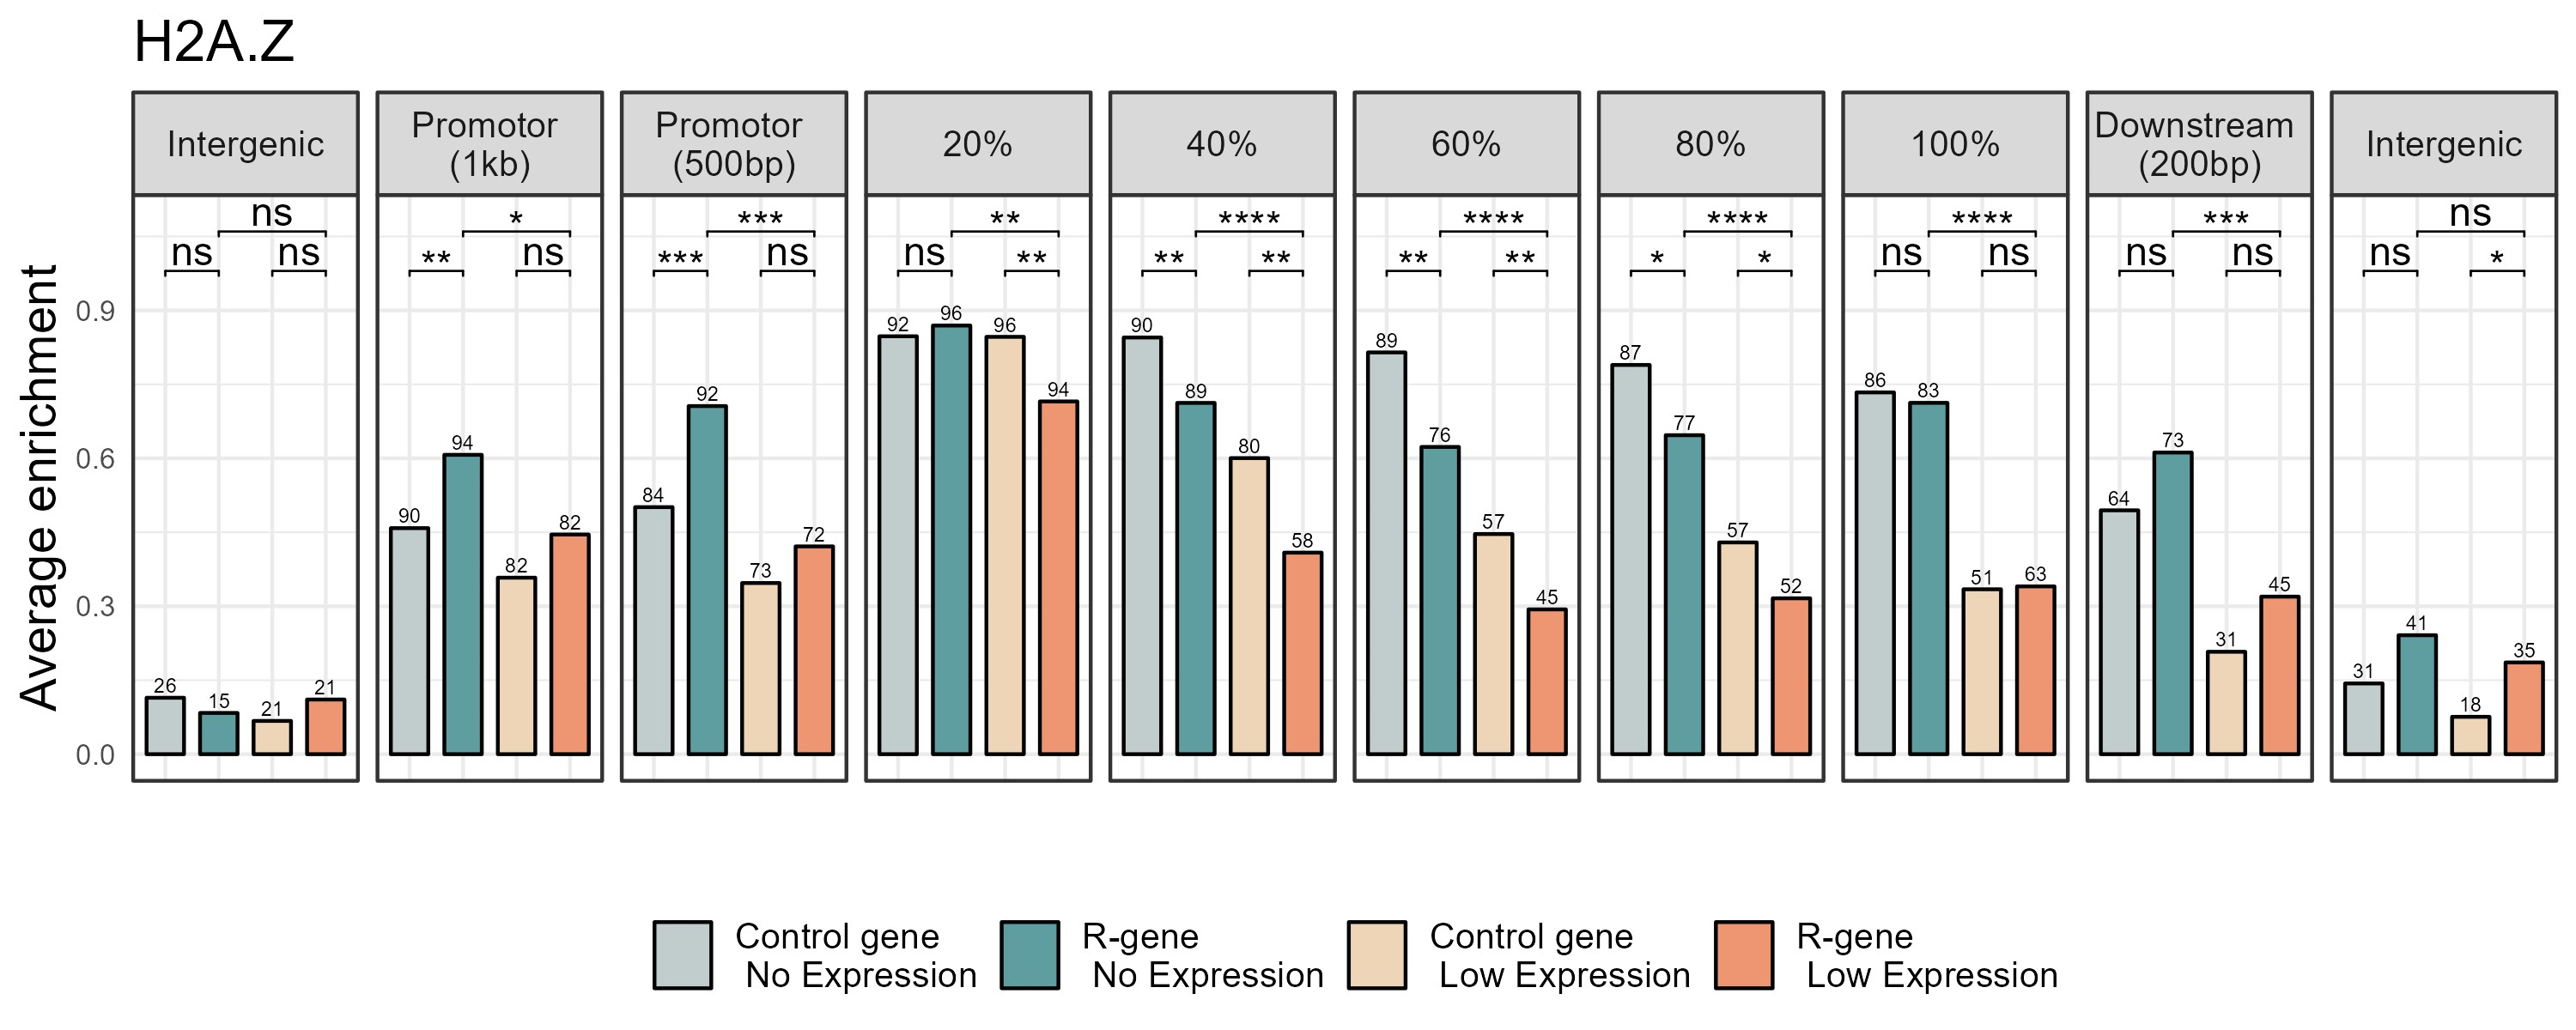 H2A.Z
Intergenic
Promotor
(1kb)
Promotor
(500bp)
20%
40%
60%
80%
100%
Downstream
(200bp)
Intergenic
Average enrichment
0.9
0.6
0.3
0.0
ns
ns
ns
26
15
21
21
*
**
ns
90
94
82
82
***
***
ns
84
92
73
72
**
ns
**
92
96
96
94
****
**
**
90
89
80
58
****
**
**
89
76
57
45
****
*
*
87
77
57
52
****
ns
ns
86
83
51
63
***
ns
ns
64
73
31
45
ns
ns
*
31
41
18
35
Control gene
No Expression
R-gene
No Expression
Control gene
Low Expression
R-gene
Low Expression